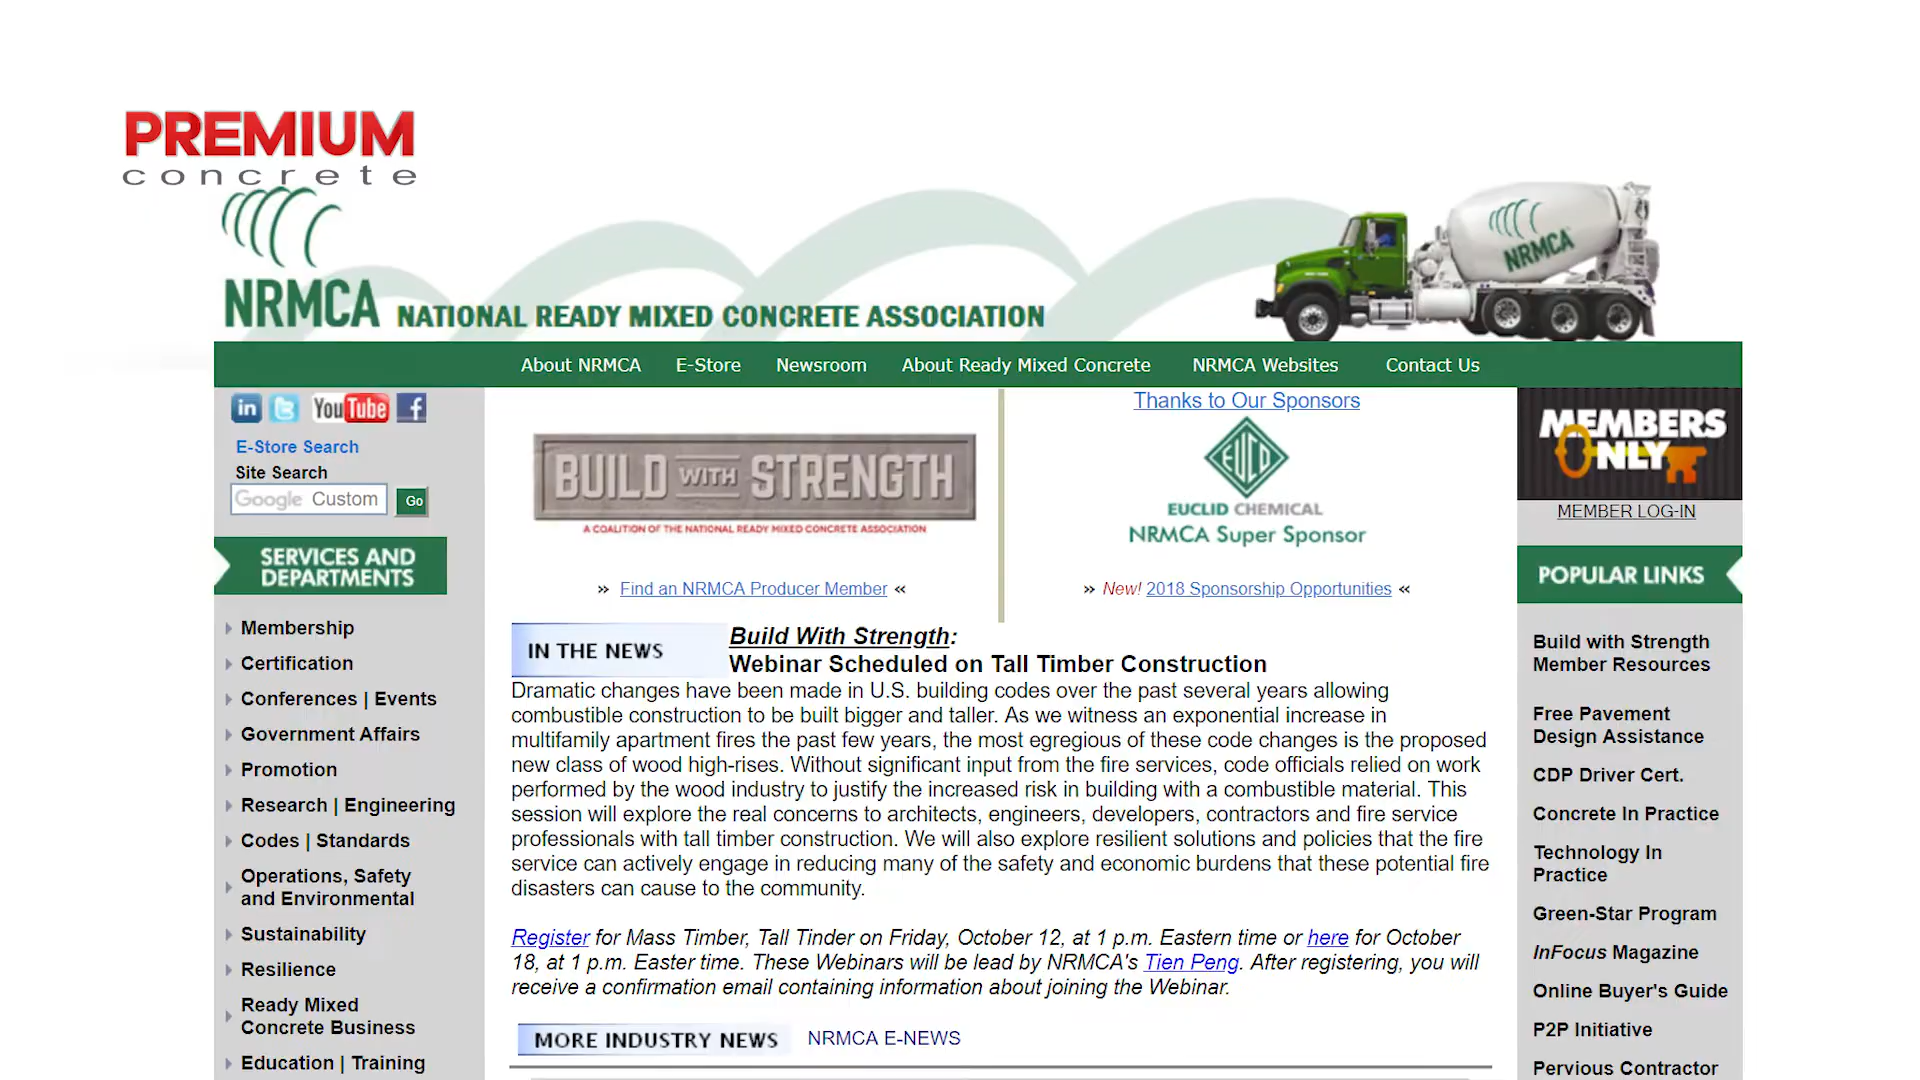 PREMIUM
concrete
NRMCA NATIONAL READY MIXED CONCRETE ASSOCIATION
NRMCA
About NRMCA E-Store Newsroom About Ready Mixed Concrete NRMCA Websites Contact Us
in YouTube f
E-Store Search
Site Search
Google Custom Go
SERVICES AND
DEPARTMENTS
Membership
Certification
Conferences | Events
Government Affairs
Promotion
Research | Engineering
Codes | Standards
Operations, Safety
and Environmental
Sustainability
Resilience
Ready Mixed
Concrete Business
Education | Training
BUILD WITH STRENGTH
A COALITION OF THE NATIONAL READY MIXED CONCRETE ASSOCIATION
» Find an NRMCA Producer Member «
Thanks to Our Sponsors
EUCLID
EUCLID CHEMICAL
NRMCA Super Sponsor
» New! 2018 Sponsorship Opportunities «
IN THE NEWS
Build With Strength:
Webinar Scheduled on Tall Timber Construction
Dramatic changes have been made in U.S. building codes over the past several years allowing
combustible construction to be built bigger and taller. As we witness an exponential increase in
multifamily apartment fires the past few years, the most egregious of these code changes is the proposed
new class of wood high-rises. Without significant input from the fire services, code officials relied on work
performed by the wood industry to justify the increased risk in building with a combustible material. This
session will explore the real concerns to architects, engineers, developers, contractors and fire service
professionals with tall timber construction. We will also explore resilient solutions and policies that the fire
service can actively engage in reducing many of the safety and economic burdens that these potential fire
disasters can cause to the community.
Register for Mass Timber, Tall Tinder on Friday, October 12, at 1 p.m. Eastern time or here for October
18, at 1 p.m. Easter time. These Webinars will be lead by NRMCA's Tien Peng. After registering, you will
receive a confirmation email containing information about joining the Webinar.
MORE INDUSTRY NEWS NRMCA E-NEWS
MEMBERS
ONLY
MEMBER LOG-IN
POPULAR LINKS
Build with Strength
Member Resources
Free Pavement
Design Assistance
CDP Driver Cert.
Concrete In Practice
Technology In
Practice
Green-Star Program
InFocus Magazine
Online Buyer's Guide
P2P Initiative
Pervious Contractor